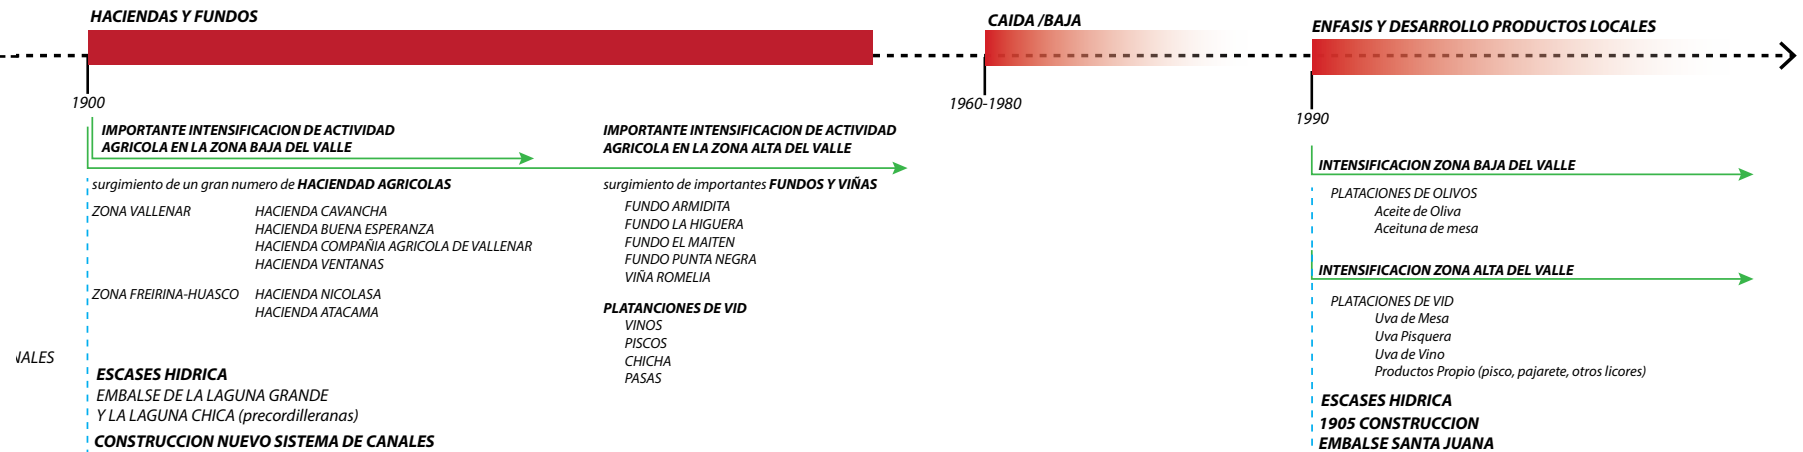 HACIENDAS Y FUNDOS
1900
IMPORTANTE INTENSIFICACION DE ACTIVIDAD
AGRICOLA EN LA ZONA BAJA DEL VALLE
surgimiento de un gran numero de HACIENDAD AGRICOLAS
ZONA VALLENAR
HACIENDA CAVANCHA
HACIENDA BUENA ESPERANZA
HACIENDA COMPAÑIA AGRICOLA DE VALLENAR
HACIENDA VENTANAS
ZONA FREIRINA-HUASCO
HACIENDA NICOLASA
HACIENDA ATACAMA
ESCASES HIDRICA
EMBALSE DE LA LAGUNA GRANDE
Y LA LAGUNA CHICA (precordilleranas)
CONSTRUCCION NUEVO SISTEMA DE CANALES
IMPORTANTE INTENSIFICACION DE ACTIVIDAD
AGRICOLA EN LA ZONA ALTA DEL VALLE
surgimiento de importantes FUNDOS Y VIÑAS
FUNDO ARMIDITA
FUNDO LA HIGUERA
FUNDO EL MAITEN
FUNDO PUNTA NEGRA
VIÑA ROMELIA
PLATANCIONES DE VID
VINOS
PISCOS
CHICHA
PASAS
CAIDA /BAJA
1960-1980
ENFASIS Y DESARROLLO PRODUCTOS LOCALES
1990
INTENSIFICACION ZONA BAJA DEL VALLE
PLATACIONES DE OLIVOS
Aceite de Oliva
Aceituna de mesa
INTENSIFICACION ZONA ALTA DEL VALLE
PLATACIONES DE VID
Uva de Mesa
Uva Pisquera
Uva de Vino
Productos Propio (pisco, pajarete, otros licores)
ESCASES HIDRICA
1905 CONSTRUCCION
EMBALSE SANTA JUANA